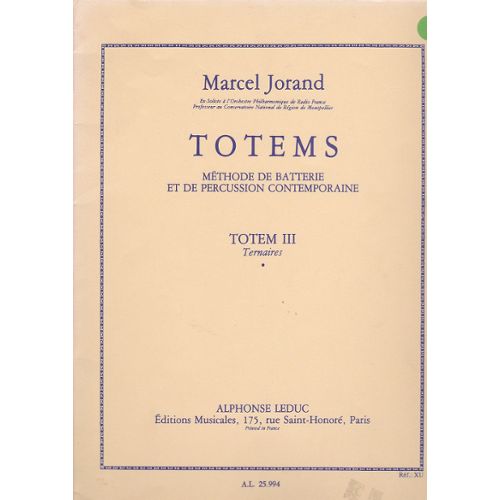 Marcel Jorand
Ex-Soliste à l'Orchestre Philharmonique de Radio France
Professeur au Conservatoire National de Région de Montpellier
TOTEMS
MÉTHODE DE BATTERIE
ET DE PERCUSSION CONTEMPORAINE
TOTEM III
Ternaires
ALPHONSE LEDUC
Éditions Musicales, 175, rue Saint-Honoré, Paris
Printed in France
Réf.: XU
A.L. 25.994